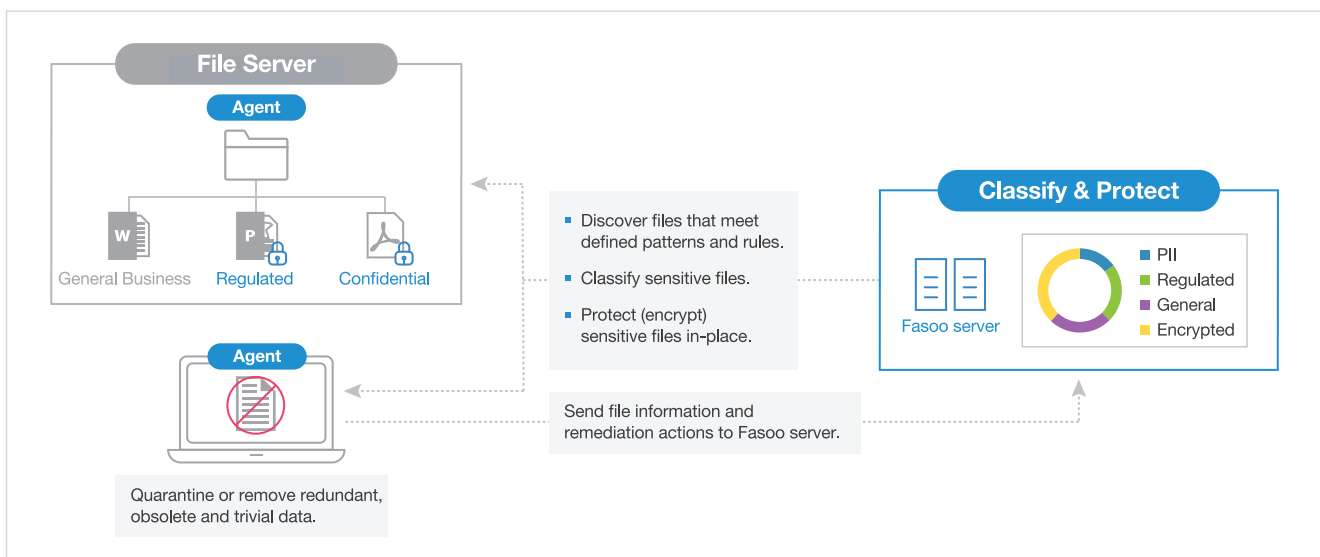 File Server
Agent
W
P
General Business
Regulated
Confidential
Agent
Quarantine or remove redundant,
obsolete and trivial data.
▪ Discover files that meet
defined patterns and rules.
▪ Classify sensitive files.
▪ Protect (encrypt)
sensitive files in-place.
Send file information and
remediation actions to Fasoo server.
Classify & Protect
Fasoo server
PII
Regulated
General
Encrypted